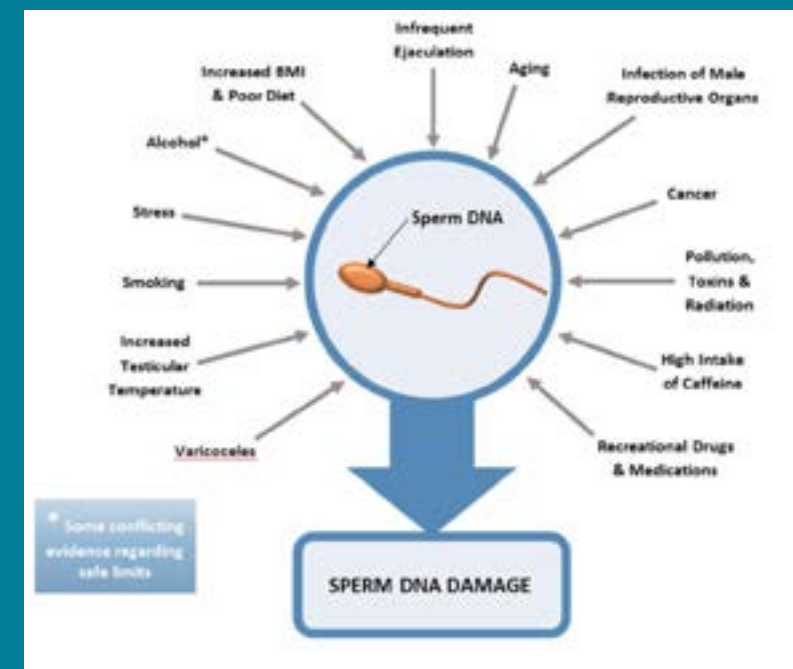 Infrequent
Ejaculation
Aging
Increased BMI
& Poor Diet
Infection of Male
Reproductive Organs
Alcohol*
Cancer
Stress
Sperm DNA
Pollution,
Toxins &
Radiation
Smoking
Increased
Testicular
Temperature
High Intake
of Caffeine
Varicoceles
Recreational Drugs
& Medications
* Some conflicting
evidence regarding
safe limits
SPERM DNA DAMAGE